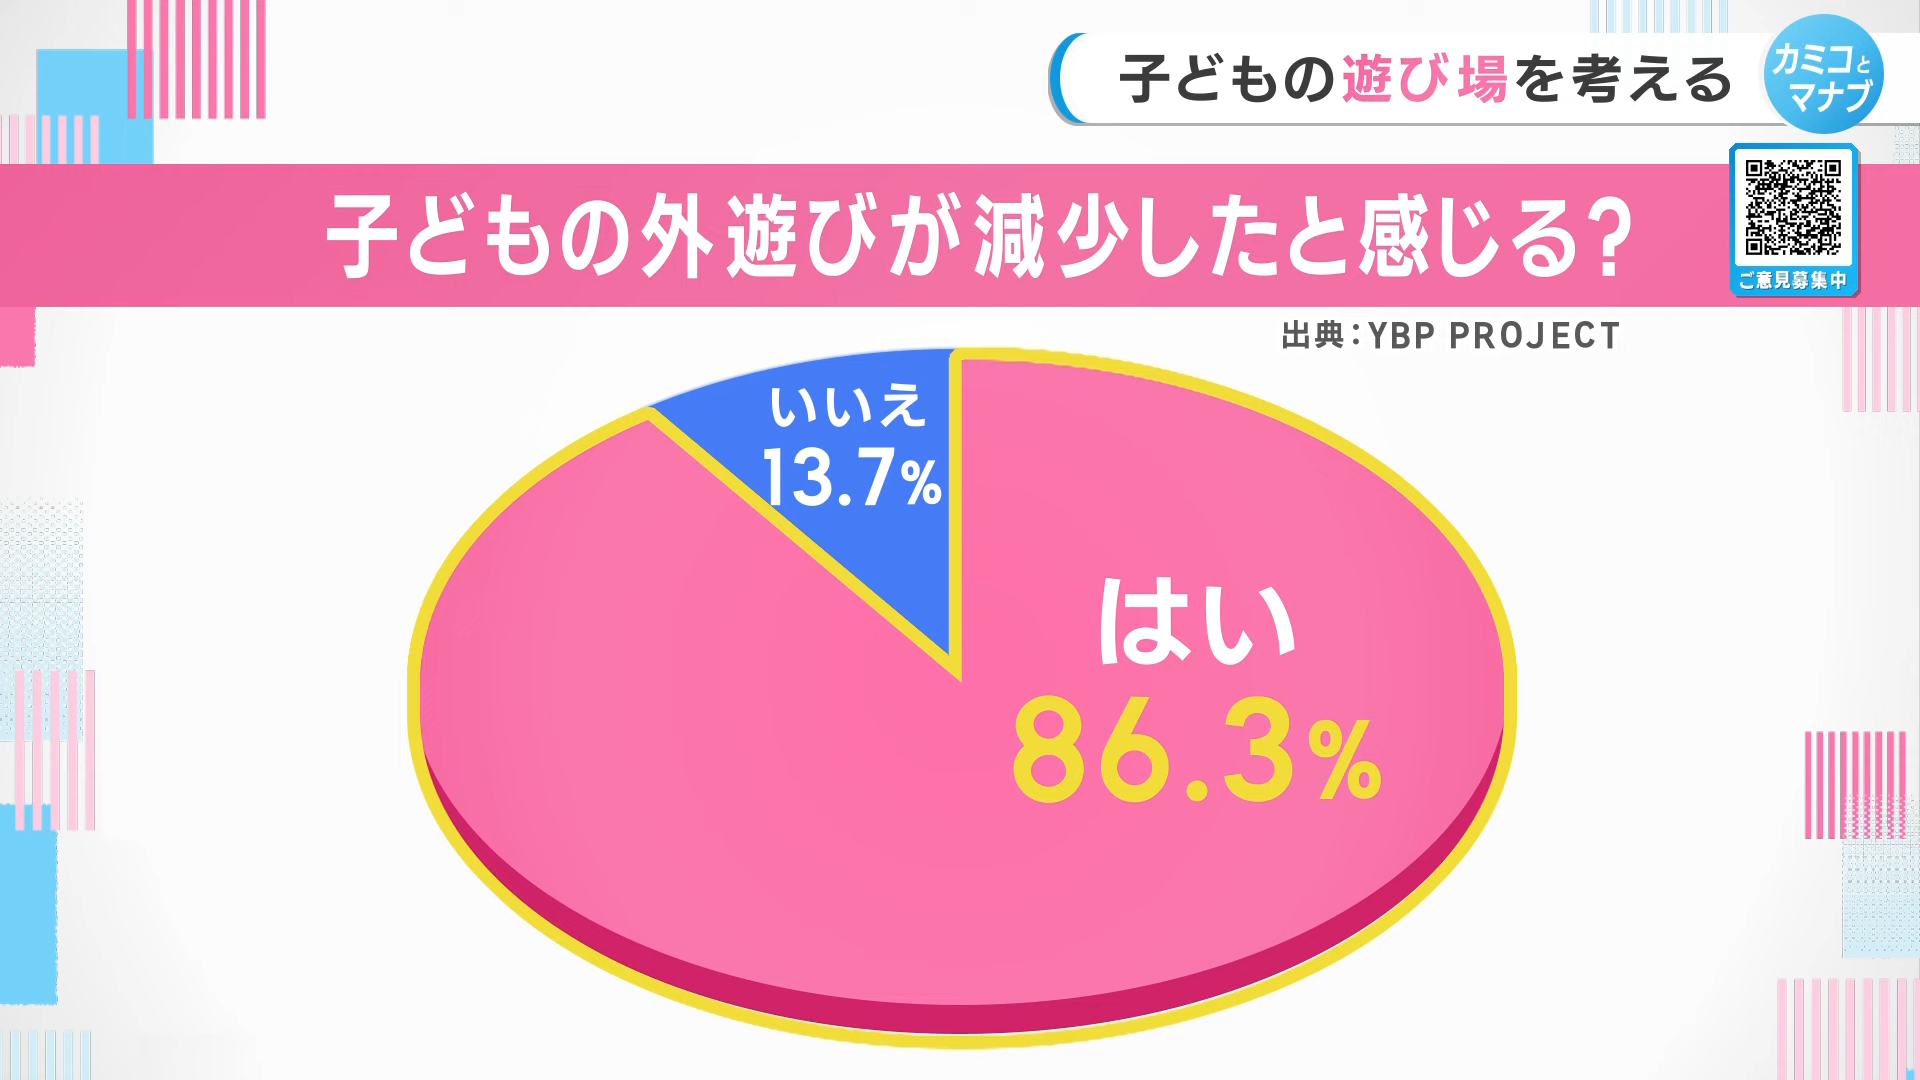 子どもの遊び場を考える
カミコと
マナブ
子どもの外遊びが減少したと感じる?
ご意見募集中
出典:YBP PROJECT
いいえ
13.7%
はい
86.3%